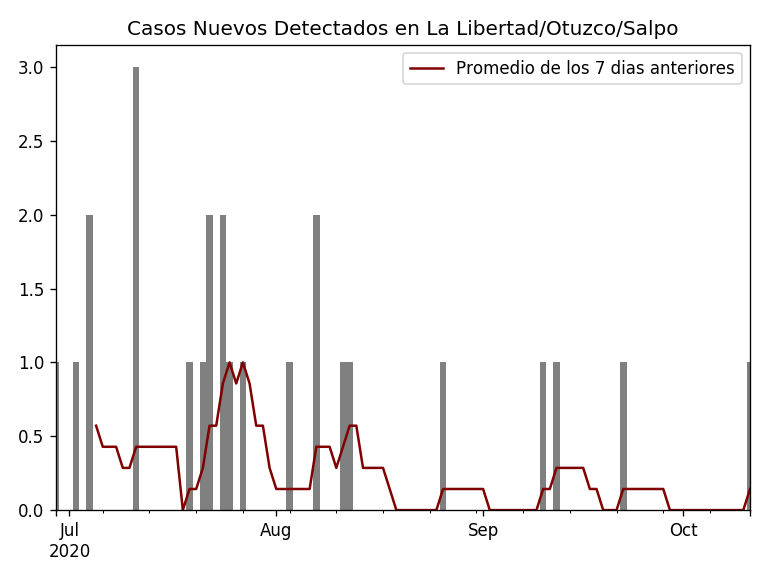 Casos Nuevos Detectados en La Libertad/Otuzco/Salpo
Promedio de los 7 dias anteriores
3.0
2.5
2.0
1.5
1.0
0.5
0.0
Jul Aug Sep Oct
2020